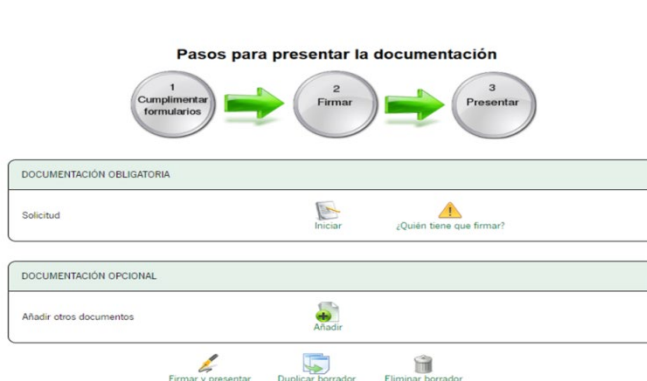 Pasos para presentar la documentación
1
Cumplimentar
formularios
2
Firmar
3
Presentar
DOCUMENTACIÓN OBLIGATORIA
Solicitud
Iniciar
¿Quién tiene que firmar?
DOCUMENTACIÓN OPCIONAL
Añadir otros documentos
Añadir
Firmar y presentar
Duplicar borrador
Eliminar borrador